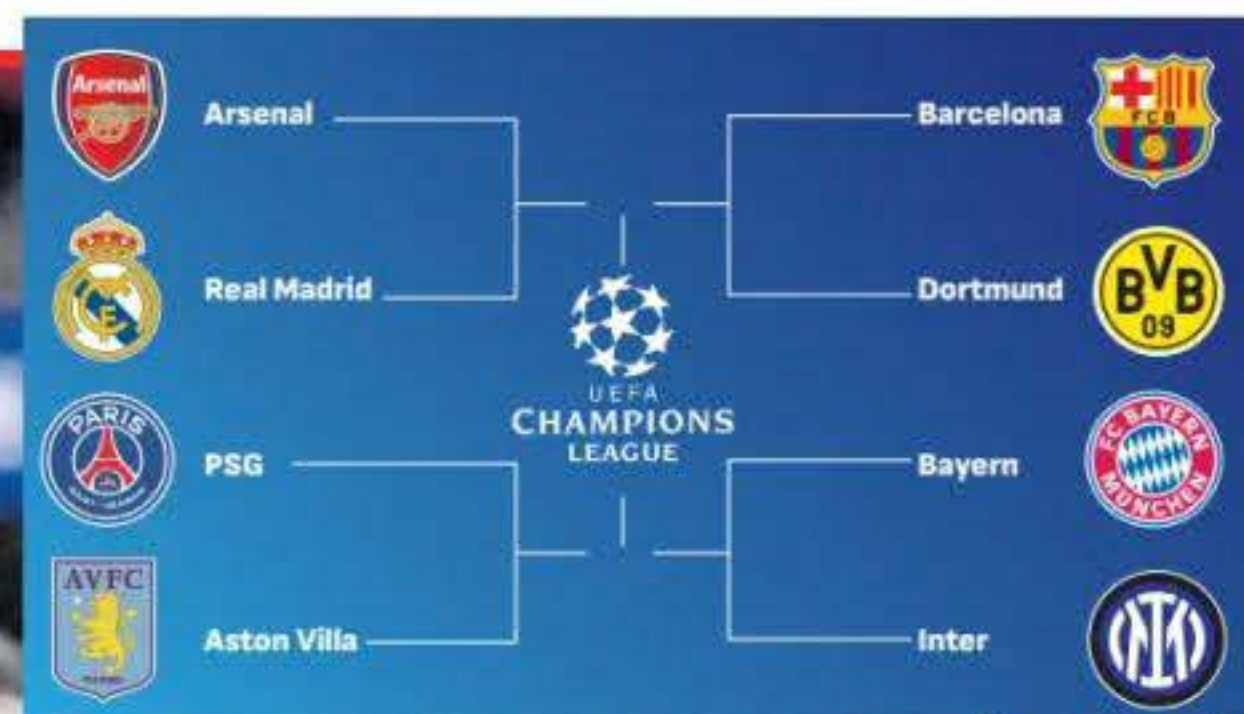 Arsenal
Arsenal
Barcelona
FCB
Real Madrid
Dortmund
BVB
09
PARIS
PSG
UEFA
CHAMPIONS
LEAGUE
Bayern
FC BAYERN
MÜNCHEN
AVFC
Aston Villa
Inter